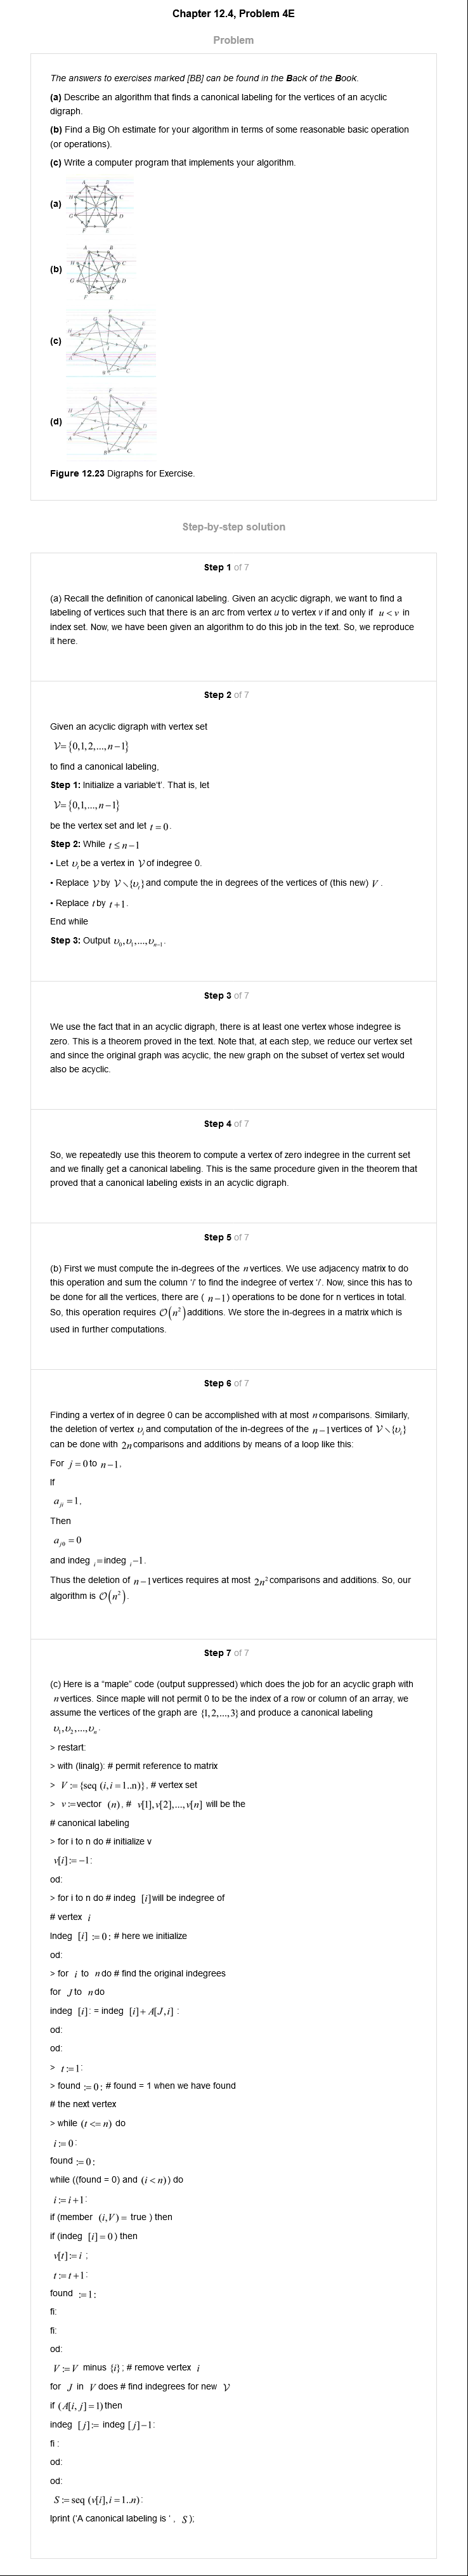 Chapter 12.4, Problem 4E
Problem
The answers to exercises marked [BB] can be found in the Back of the Book.
(a) Describe an algorithm that finds a canonical labeling for the vertices of an acyclic
digraph.
(b) Find a Big Oh estimate for your algorithm in terms of some reasonable basic operation
(or operations).
(c) Write a computer program that implements your algorithm.
(a)
A B
H C
G D
F E
(b)
A B
H C
G D
F E
(c)
F
G E
H
D
A
B C
(d)
F
G E
H
D
A
B C
Figure 12.23 Digraphs for Exercise.
Step-by-step solution
Step 1 of 7
(a) Recall the definition of canonical labeling. Given an acyclic digraph, we want to find a
labeling of vertices such that there is an arc from vertex u to vertex v if and only if u < v in
index set. Now, we have been given an algorithm to do this job in the text. So, we reproduce
it here.
Step 2 of 7
Given an acyclic digraph with vertex set
𝒱={0,1,2,...,n−1}
to find a canonical labeling,
Step 1: Initialize a variable't'. That is, let
𝒱={0,1,...,n−1}
be the vertex set and let t = 0.
Step 2: While t ≤ n−1
• Let υₜ be a vertex in 𝒱 of indegree 0.
• Replace 𝒱 by 𝒱∖{υₜ} and compute the in degrees of the vertices of (this new) V.
• Replace t by t+1.
End while
Step 3: Output υ₀,υ₁,...,υₙ₋₁.
Step 3 of 7
We use the fact that in an acyclic digraph, there is at least one vertex whose indegree is
zero. This is a theorem proved in the text. Note that, at each step, we reduce our vertex set
and since the original graph was acyclic, the new graph on the subset of vertex set would
also be acyclic.
Step 4 of 7
So, we repeatedly use this theorem to compute a vertex of zero indegree in the current set
and we finally get a canonical labeling. This is the same procedure given in the theorem that
proved that a canonical labeling exists in an acyclic digraph.
Step 5 of 7
(b) First we must compute the in-degrees of the n vertices. We use adjacency matrix to do
this operation and sum the column 'i' to find the indegree of vertex 'i'. Now, since this has to
be done for all the vertices, there are ( n−1) operations to be done for n vertices in total.
So, this operation requires 𝒪(n²) additions. We store the in-degrees in a matrix which is
used in further computations.
Step 6 of 7
Finding a vertex of in degree 0 can be accomplished with at most n comparisons. Similarly,
the deletion of vertex υᵢ and computation of the in-degrees of the n−1 vertices of 𝒱∖{υᵢ}
can be done with 2n comparisons and additions by means of a loop like this:
For j = 0 to n−1,
If
aⱼᵢ = 1,
Then
aⱼ₀ = 0
and indeg ᵢ = indeg ᵢ −1.
Thus the deletion of n−1 vertices requires at most 2n² comparisons and additions. So, our
algorithm is 𝒪(n²).
Step 7 of 7
(c) Here is a “maple” code (output suppressed) which does the job for an acyclic graph with
n vertices. Since maple will not permit 0 to be the index of a row or column of an array, we
assume the vertices of the graph are {1,2,...,3} and produce a canonical labeling
υ₁,υ₂,...,υₙ.
> restart:
> with (linalg): # permit reference to matrix
> V := {seq (i,i = 1..n)}, # vertex set
> v := vector (n), # v[1],v[2],...,v[n] will be the
# canonical labeling
> for i to n do # initialize v
v[i] := −1:
od:
> for i to n do # indeg [i] will be indegree of
# vertex i
Indeg [i] := 0; # here we initialize
od:
> for i to n do # find the original indegrees
for J to n do
indeg [i]: = indeg [i]+ A[J,i] :
od:
od:
> t := 1:
> found := 0; # found = 1 when we have found
# the next vertex
> while (t <= n) do
i := 0:
found := 0;
while ((found = 0) and (i < n)) do
i := i+1:
if (member (i,V) = true ) then
if (indeg [i] = 0) then
v[t] := i ;
t := t+1:
found := 1;
fi:
fi:
od:
V := V minus {i}; # remove vertex i
for J in V does # find indegrees for new 𝒱
if (A[i,j] = 1) then
indeg [j] := indeg [j]−1:
fi :
od:
od:
S := seq (v[i],i = 1..n):
lprint ('A canonical labeling is ' , S);